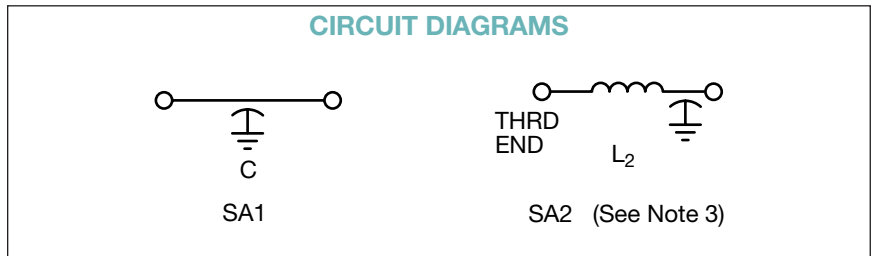 CIRCUIT DIAGRAMS
C
SA1
THRD
END
L₂
SA2 (See Note 3)